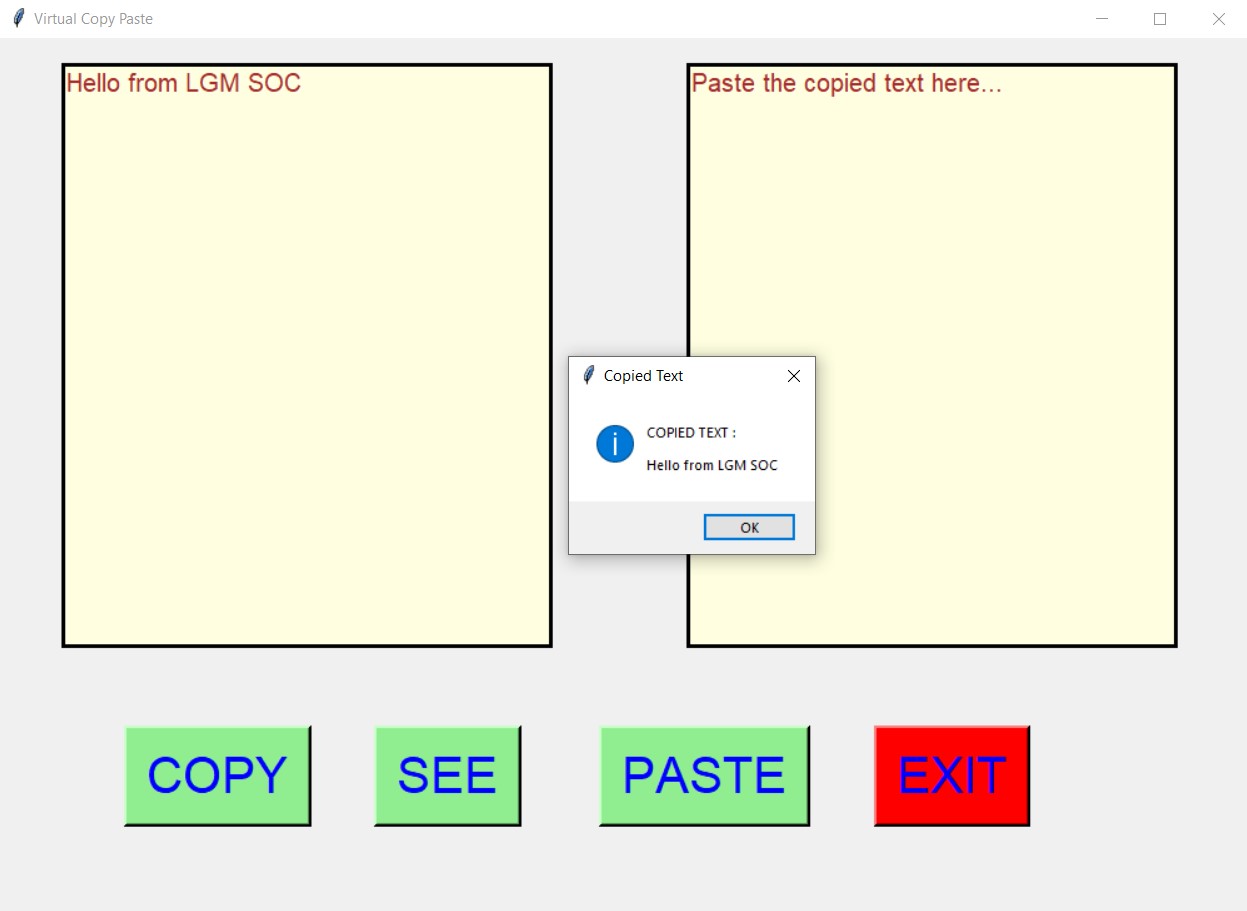 Virtual Copy Paste
Hello from LGM SOC
Paste the copied text here...
Copied Text
COPIED TEXT :
Hello from LGM SOC
OK
COPY
SEE
PASTE
EXIT